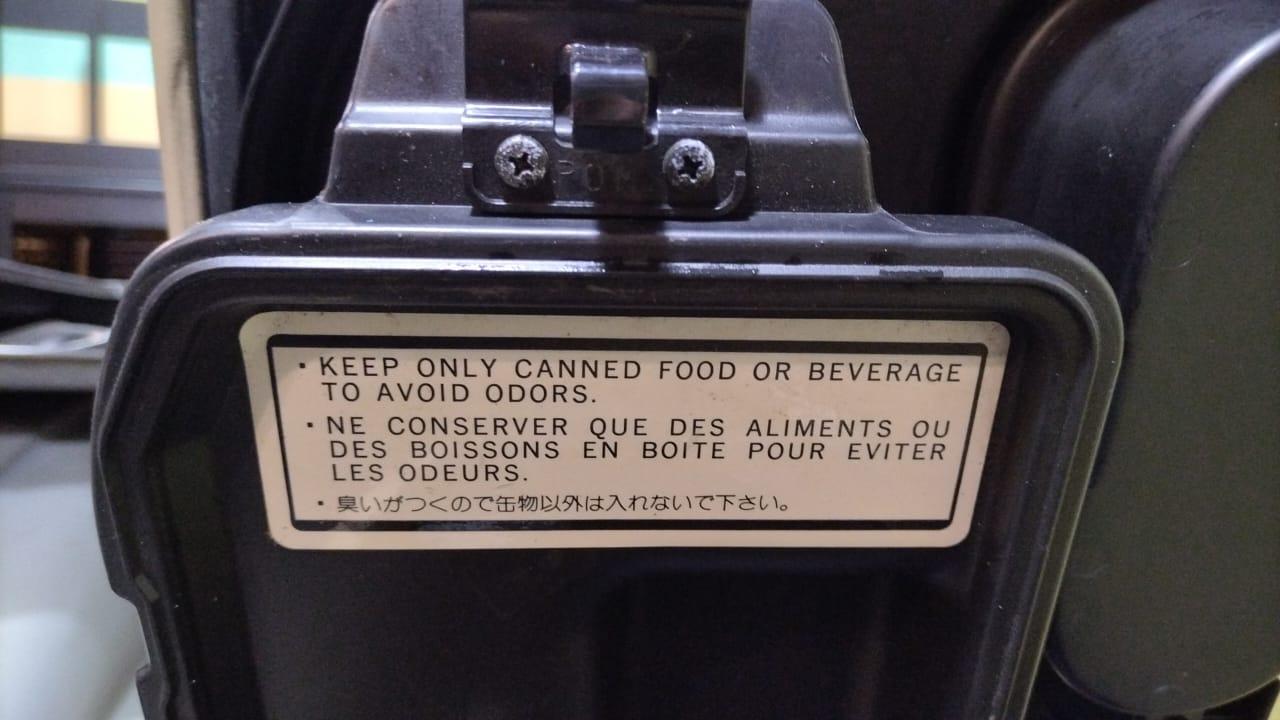 POM
· KEEP ONLY CANNED FOOD OR BEVERAGE
TO AVOID ODORS.
· NE CONSERVER QUE DES ALIMENTS OU
DES BOISSONS EN BOITE POUR EVITER
LES ODEURS.
· 臭いがつくので缶物以外は入れないで下さい。